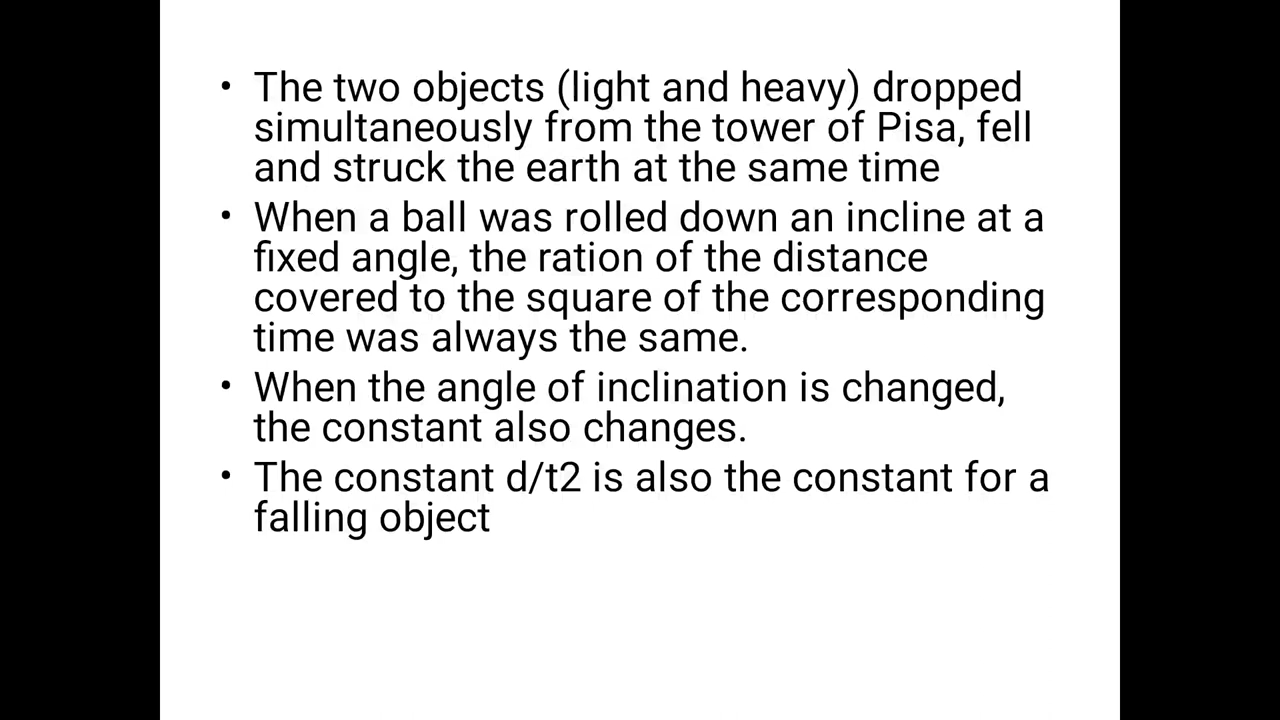 • The two objects (light and heavy) dropped
simultaneously from the tower of Pisa, fell
and struck the earth at the same time
• When a ball was rolled down an incline at a
fixed angle, the ration of the distance
covered to the square of the corresponding
time was always the same.
• When the angle of inclination is changed,
the constant also changes.
• The constant d/t2 is also the constant for a
falling object